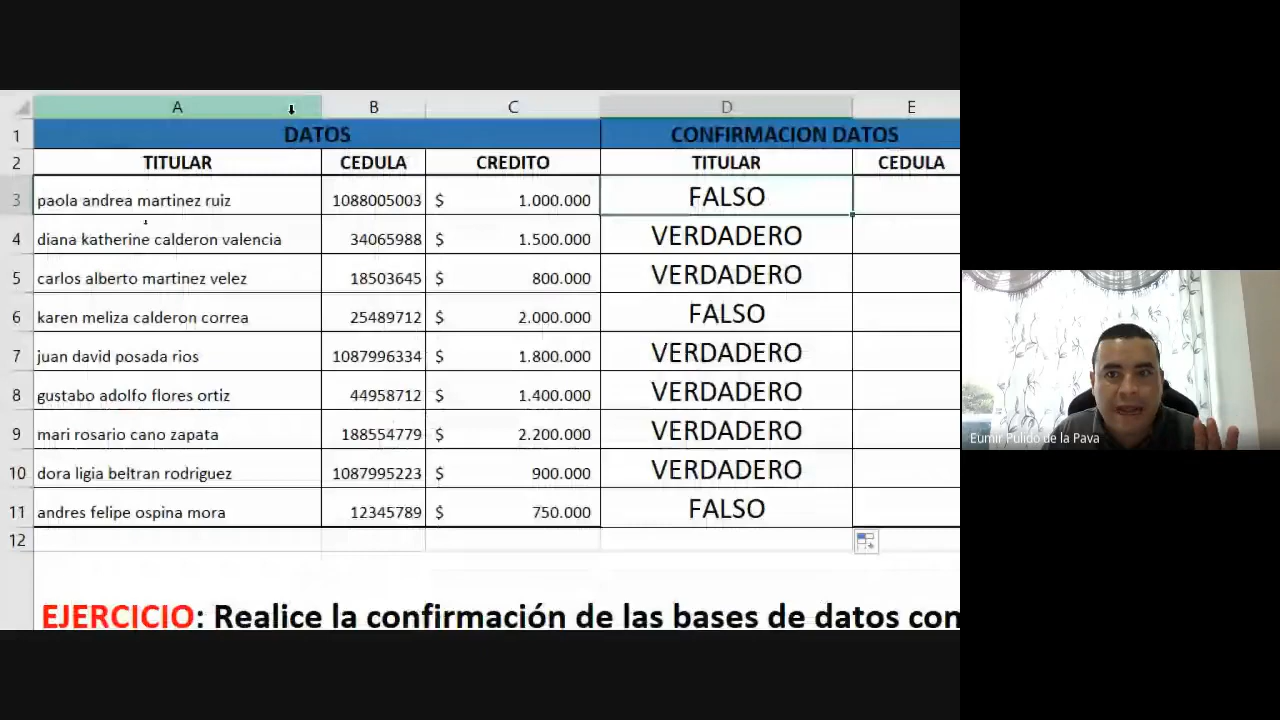 A B C D E
1 DATOS CONFIRMACION DATOS
2 TITULAR CEDULA CREDITO TITULAR CEDULA
3 paola andrea martinez ruiz 1088005003 $ 1.000.000 FALSO
4 diana katherine calderon valencia 34065988 $ 1.500.000 VERDADERO
5 carlos alberto martinez velez 18503645 $ 800.000 VERDADERO
6 karen meliza calderon correa 25489712 $ 2.000.000 FALSO
7 juan david posada rios 1087996334 $ 1.800.000 VERDADERO
8 gustabo adolfo flores ortiz 44958712 $ 1.400.000 VERDADERO
9 mari rosario cano zapata 188554779 $ 2.200.000 VERDADERO
10 dora ligia beltran rodriguez 1087995223 $ 900.000 VERDADERO
11 andres felipe ospina mora 12345789 $ 750.000 FALSO
12
EJERCICIO: Realice la confirmación de las bases de datos con
Eumir Pulido de la Pava